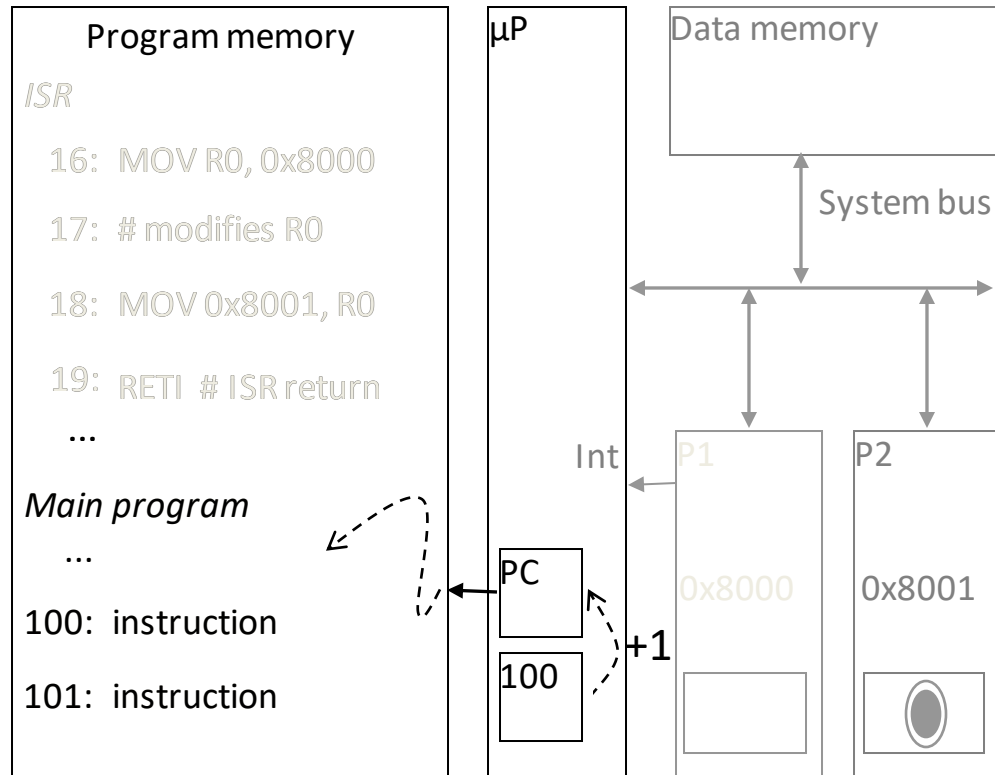 Program memory
ISR
16: MOV R0, 0x8000
17: # modifies R0
18: MOV 0x8001, R0
19: RETI # ISR return
...
Main program
...
100: instruction
101: instruction
μP
PC
100
+1
Data memory
System bus
Int
P1
0x8000
P2
0x8001